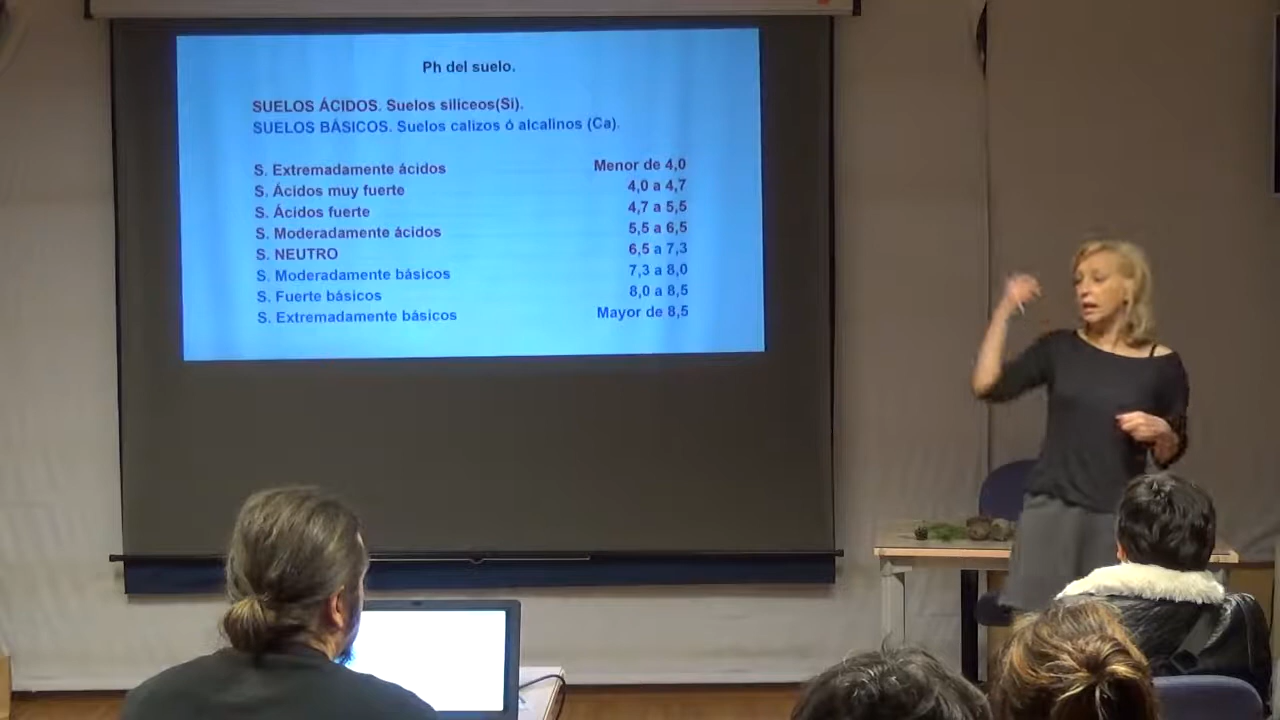 Ph del suelo.
SUELOS ÁCIDOS. Suelos siliceos(Si).
SUELOS BÁSICOS. Suelos calizos ó alcalinos (Ca).
S. Extremadamente ácidos Menor de 4,0
S. Ácidos muy fuerte 4,0 a 4,7
S. Ácidos fuerte 4,7 a 5,5
S. Moderadamente ácidos 5,5 a 6,5
S. NEUTRO 6,5 a 7,3
S. Moderadamente básicos 7,3 a 8,0
S. Fuerte básicos 8,0 a 8,5
S. Extremadamente básicos Mayor de 8,5